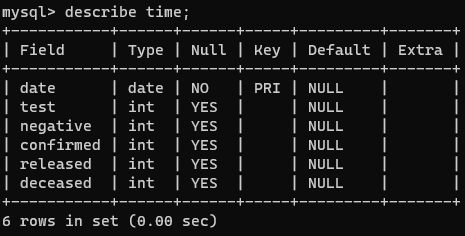 mysql> describe time;
+-----------+------+------+-----+---------+-------+
| Field     | Type | Null | Key | Default | Extra |
+-----------+------+------+-----+---------+-------+
| date      | date | NO   | PRI | NULL    |       |
| test      | int  | YES  |     | NULL    |       |
| negative  | int  | YES  |     | NULL    |       |
| confirmed | int  | YES  |     | NULL    |       |
| released  | int  | YES  |     | NULL    |       |
| deceased  | int  | YES  |     | NULL    |       |
+-----------+------+------+-----+---------+-------+
6 rows in set (0.00 sec)